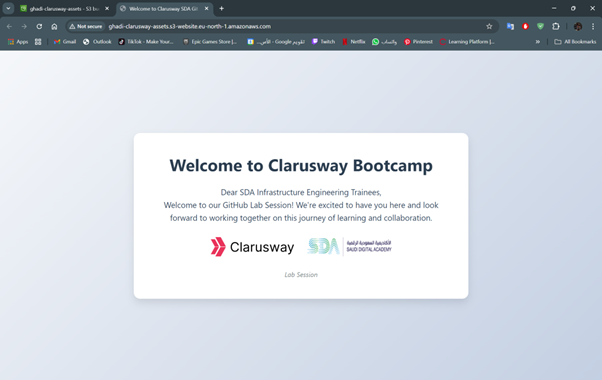 ghadi-clarusway-assets - S3 b
Welcome to Clarusway SDA Gi
Not secure
ghadi-clarusway-assets.s3-website.eu-north-1.amazonaws.com
Apps
Gmail
Outlook
TikTok - Make Your...
Epic Games Store |...
تقويم Google - الأس...
Twitch
Netflix
واتساب
Pinterest
Learning Platform |...
All Bookmarks
Welcome to Clarusway Bootcamp
Dear SDA Infrastructure Engineering Trainees,
Welcome to our GitHub Lab Session! We're excited to have you here and look
forward to working together on this journey of learning and collaboration.
Clarusway
SDA
الأكاديمية السعودية الرقمية
SAUDI DIGITAL ACADEMY
Lab Session